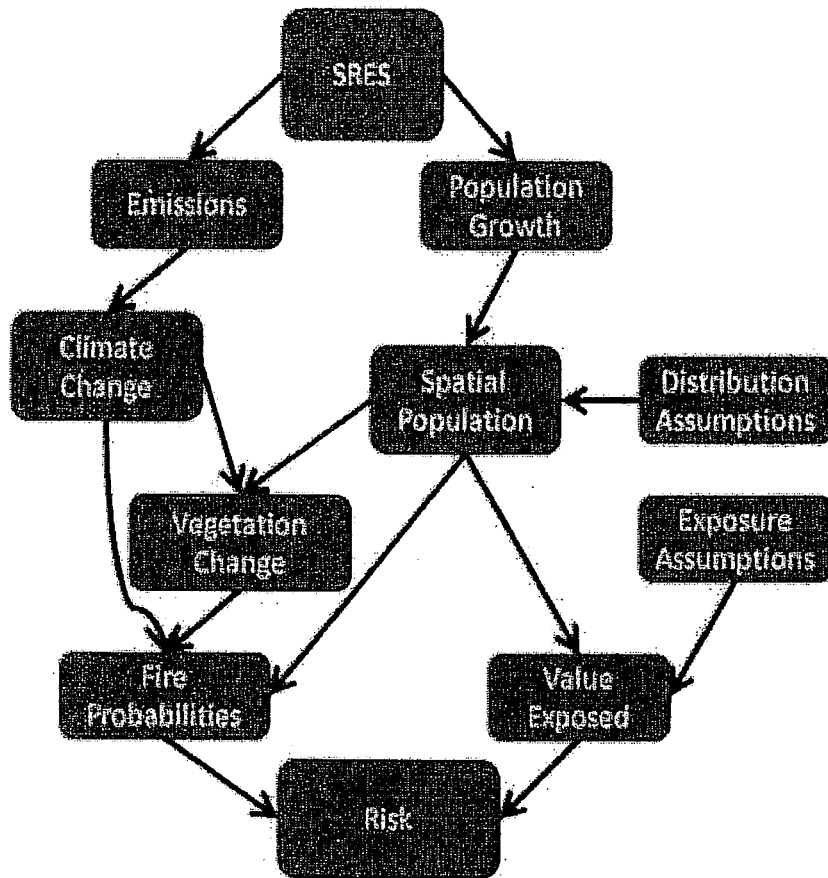 SRES
Emissions
Population
Growth
Climate
Change
Spatial
Population
Distribution
Assumptions
Vegetation
Change
Exposure
Assumptions
Fire
Probabilities
Value
Exposed
Risk